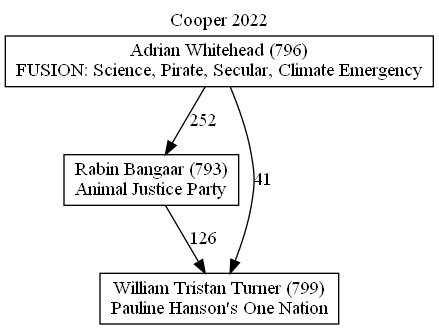 Cooper 2022
Adrian Whitehead (796)
FUSION: Science, Pirate, Secular, Climate Emergency
252
Rabin Bangaar (793)
Animal Justice Party
41
126
William Tristan Turner (799)
Pauline Hanson's One Nation